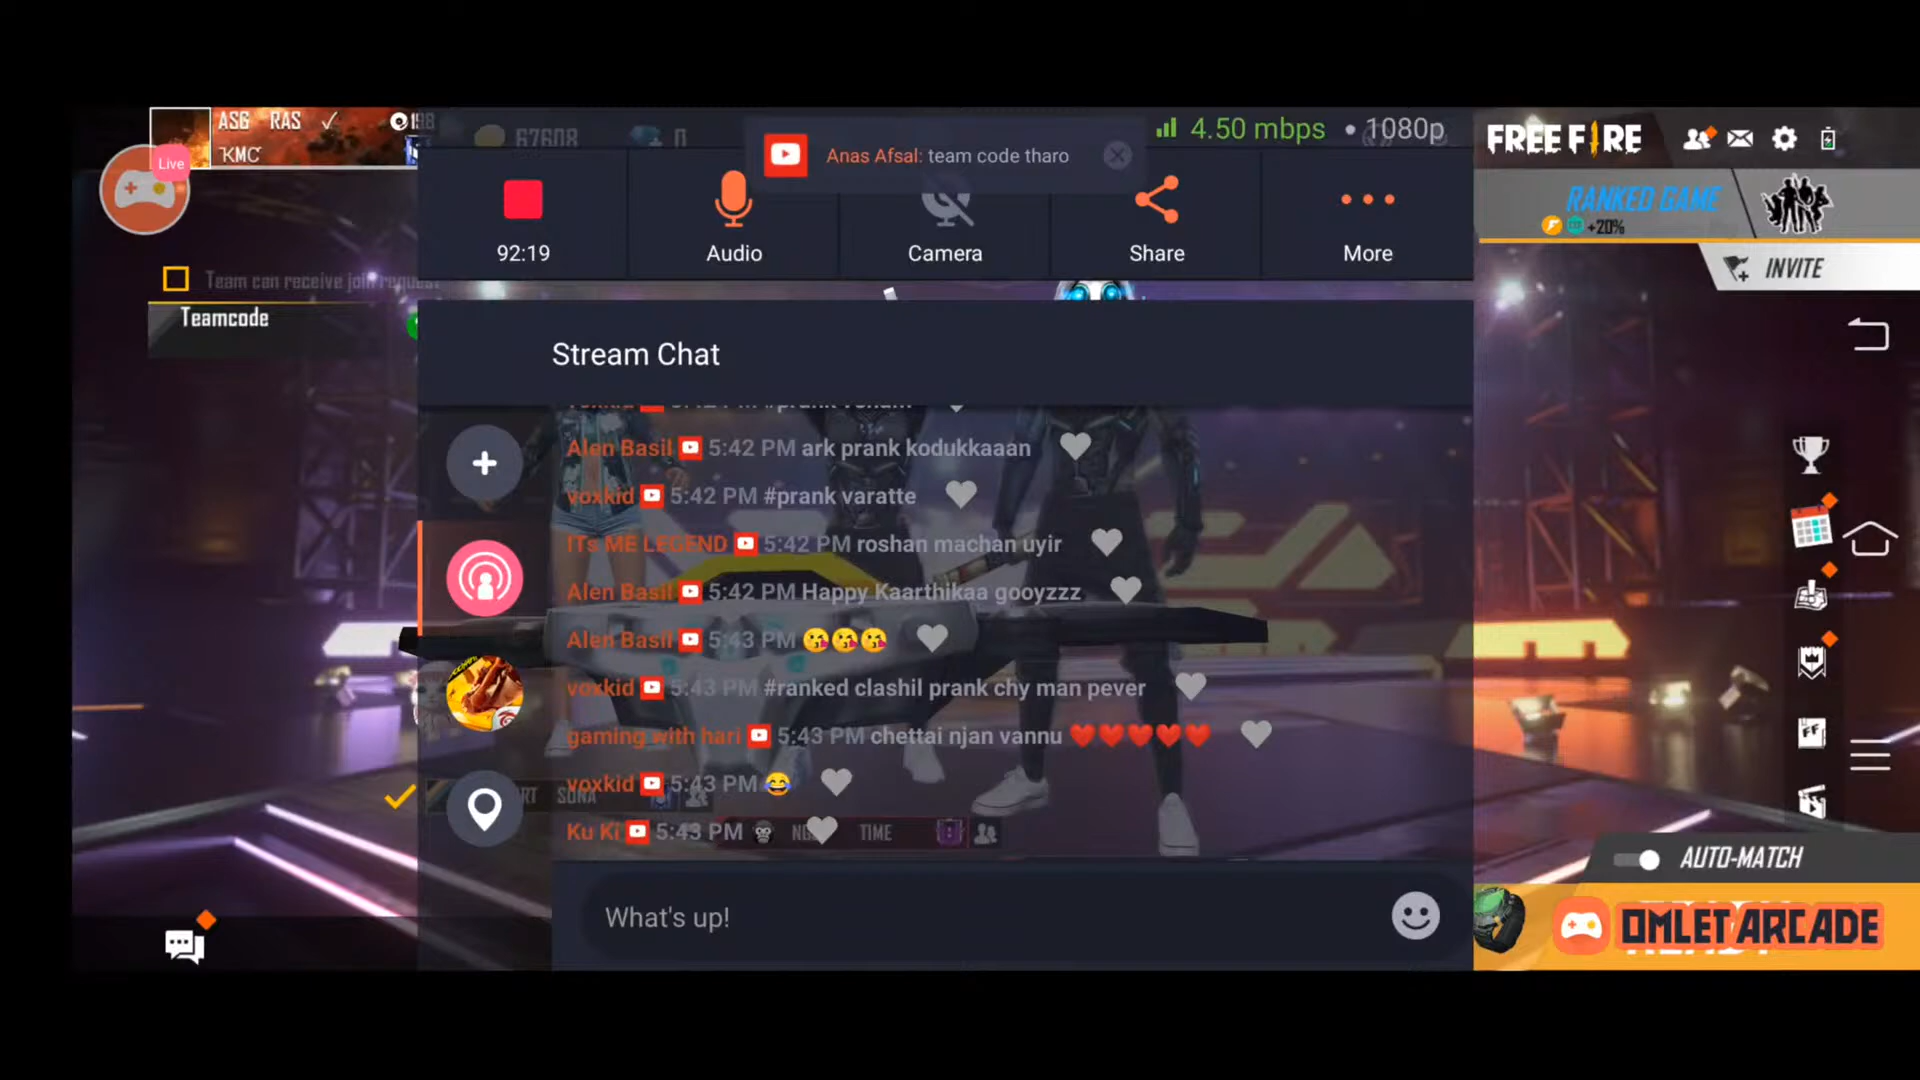 ASG RAS ✓
KMC
Live
67608 0
Anas Afsal: team code tharo
4.50 mbps • 1080p
FREE FIRE
RANKED GAME
+20%
INVITE
92:19
Audio
Camera
Share
More
Team can receive join reques
Teamcode
Stream Chat
Alen Basil 5:42 PM ark prank kodukkaaan
voxkid 5:42 PM #prank varatte
ITs ME LEGEND 5:42 PM roshan machan uyir
Alen Basil 5:42 PM Happy Kaarthikaa gooyzzz
Alen Basil 5:43 PM 😘😘😘
voxkid 5:43 PM #ranked clashil prank chy man pever
gaming with hari 5:43 PM chettai njan vannu ❤️❤️❤️❤️❤️
voxkid 5:43 PM 😂
Ku Ki 5:43 PM
TIME
What's up!
FF
AUTO-MATCH
OMLET ARCADE